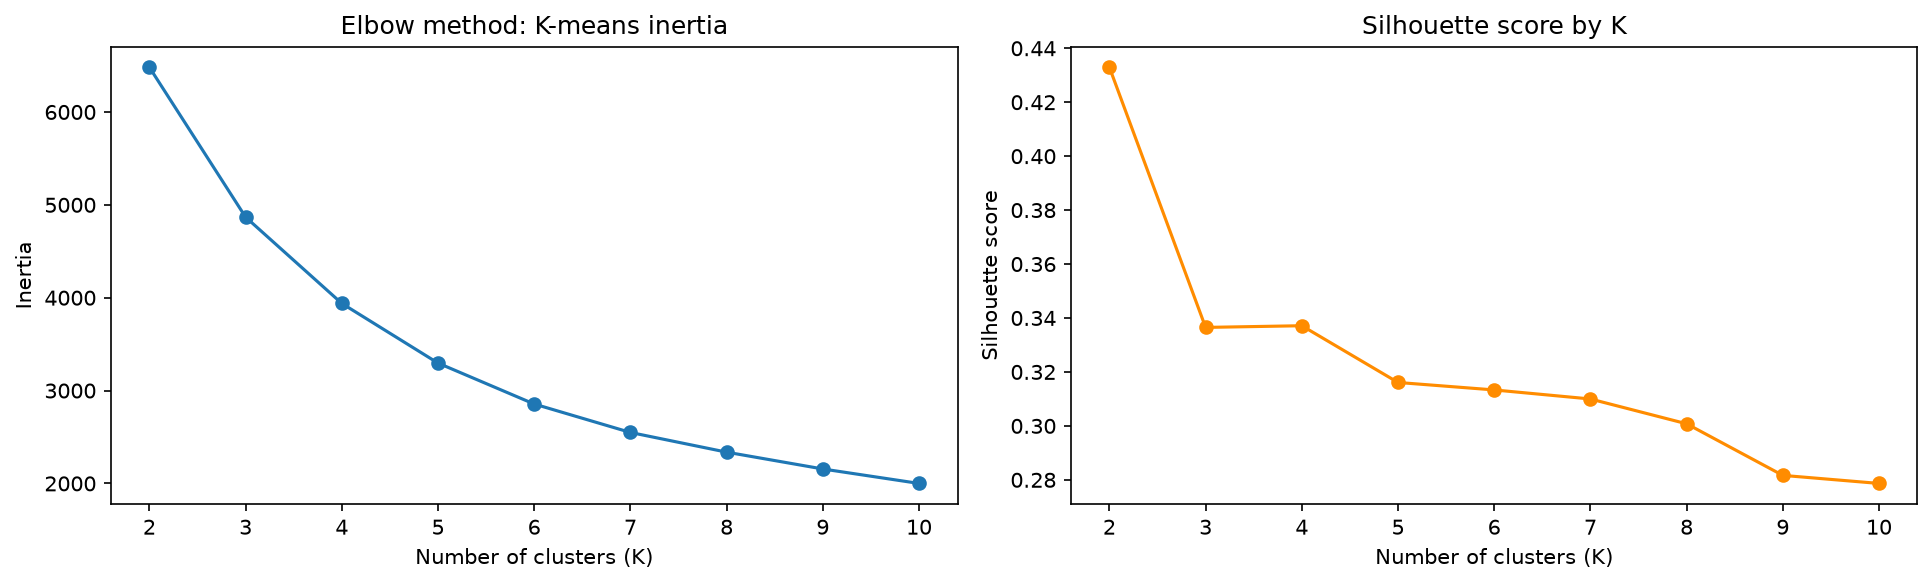 Elbow method: K-means inertia
Inertia
6000
5000
4000
3000
2000
2 3 4 5 6 7 8 9 10
Number of clusters (K)
Silhouette score by K
Silhouette score
0.44
0.42
0.40
0.38
0.36
0.34
0.32
0.30
0.28
2 3 4 5 6 7 8 9 10
Number of clusters (K)